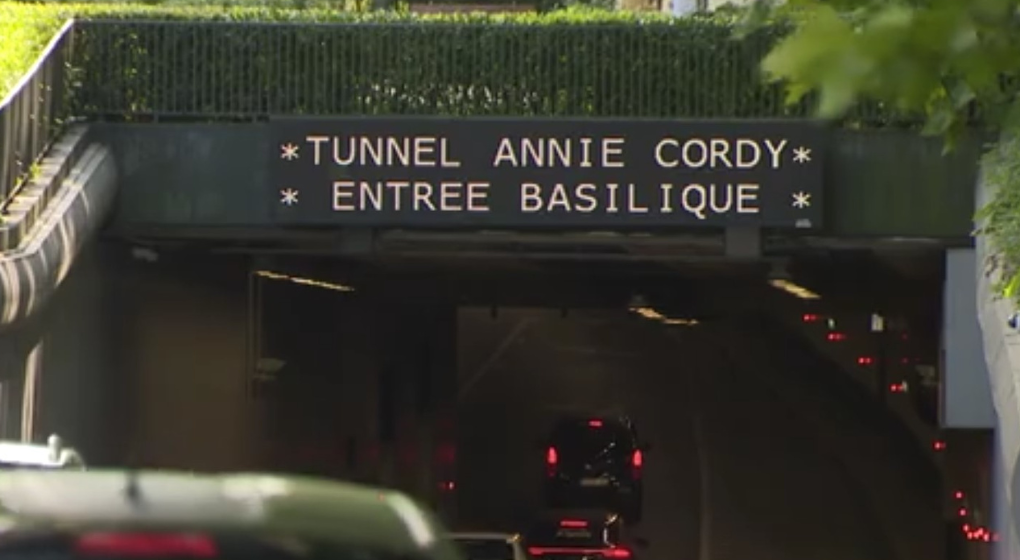 *TUNNEL ANNIE CORDY*
* ENTREE BASILIQUE *